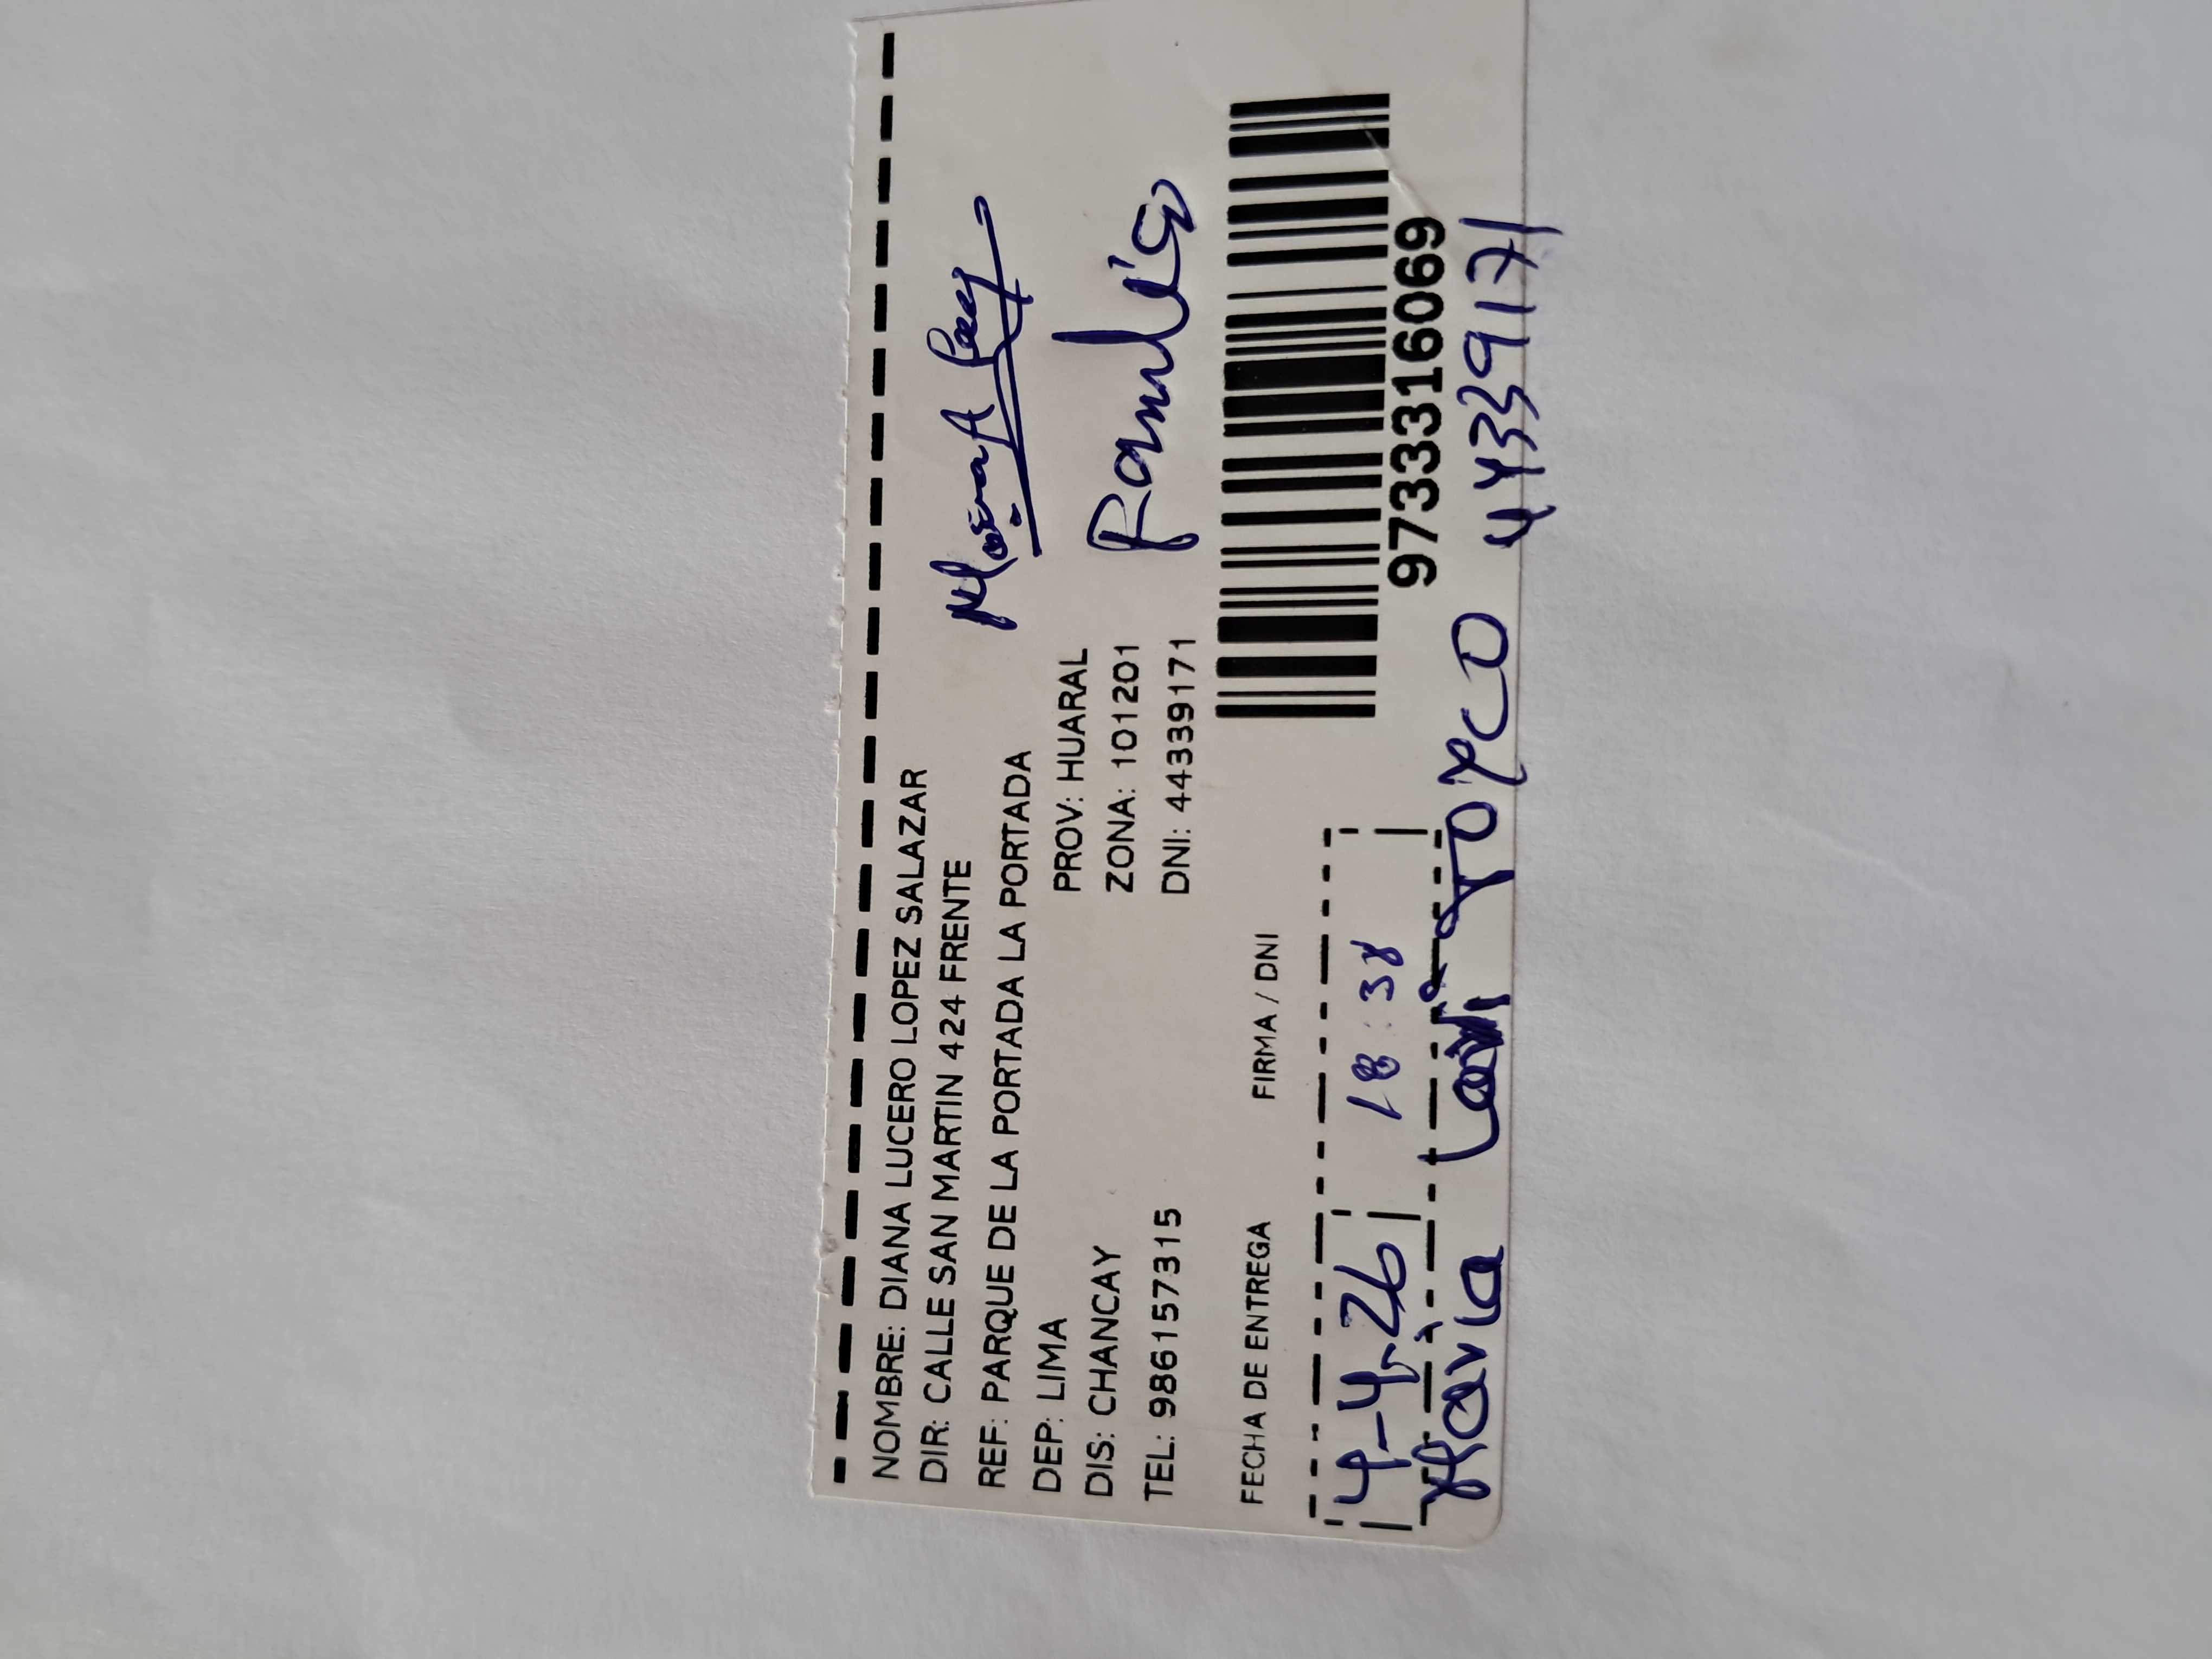 NOMBRE: DIANA LUCERO LOPEZ SALAZAR
DIR: CALLE SAN MARTIN 424 FRENTE
REF: PARQUE DE LA PORTADA LA PORTADA
DEP: LIMA PROV: HUARAL
DIS: CHANCAY ZONA: 101201
TEL: 986157315 DNI: 44339171
FECHA DE ENTREGA FIRMA / DNI
4-4-26 18:38
9733316069
44339171